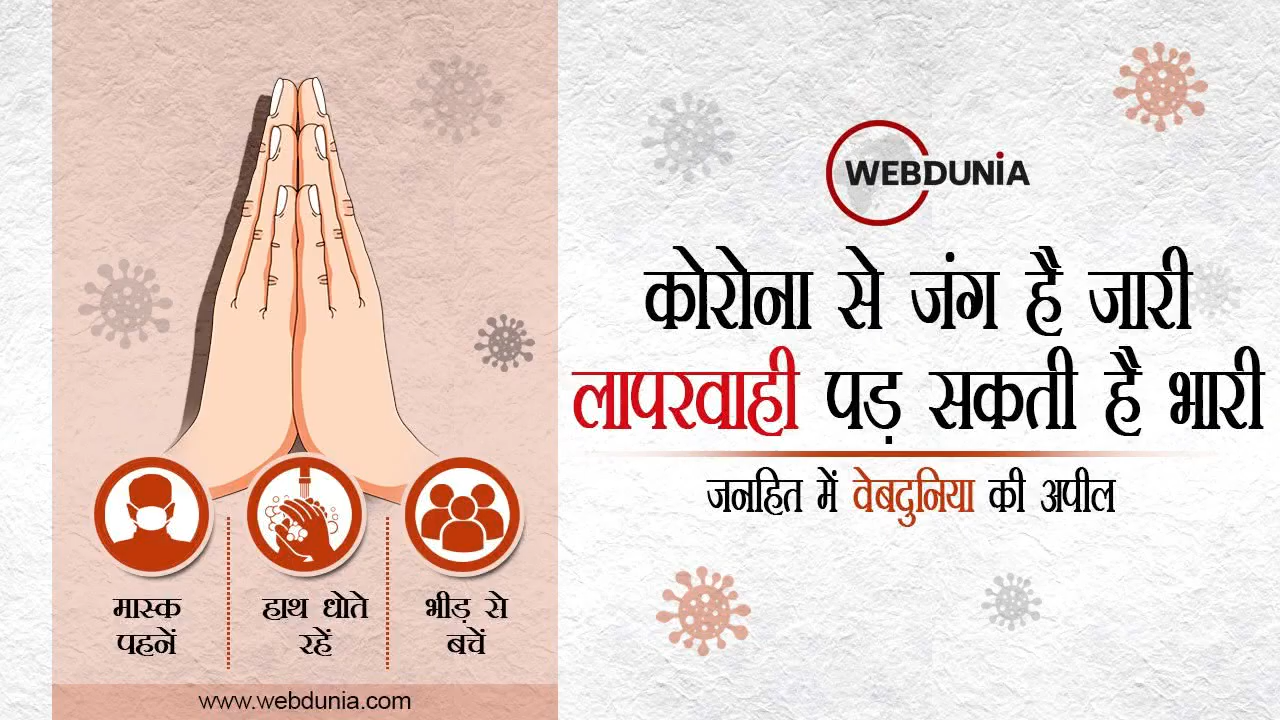 WEBDUNIA
कोरोना से जंग है जारी
लापरवाही पड़ सकती है भारी
जनहित में वेबदुनिया की अपील
मास्क
पहनें
हाथ धोते
रहें
भीड़ से
बचें
www.webdunia.com